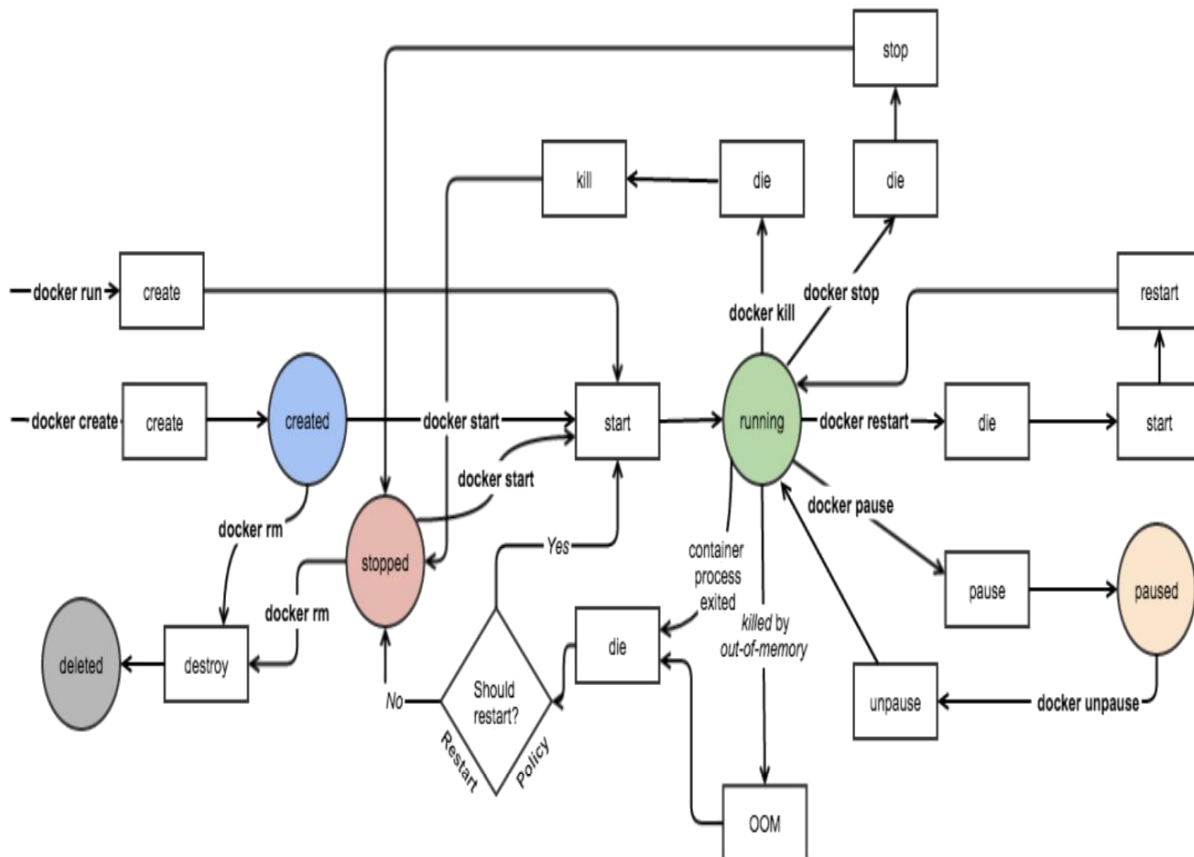 stop
kill
die
die
docker run
create
docker kill
docker stop
restart
docker create
create
created
docker start
start
running
docker restart
die
start
docker start
docker rm
stopped
docker rm
Yes
container
process
exited
docker pause
pause
paused
deleted
destroy
No
Should
restart?
Restart
Policy
die
killed by
out-of-memory
unpause
docker unpause
OOM